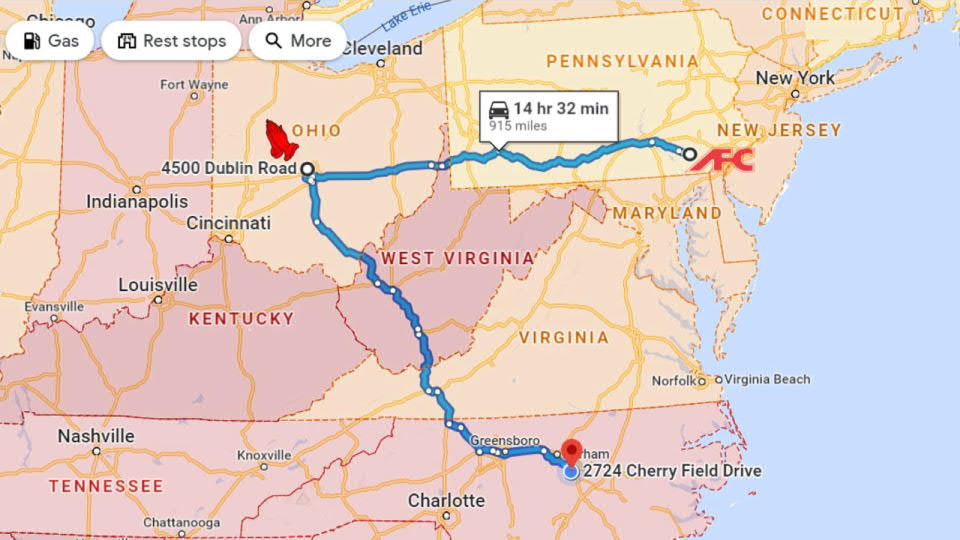 Chicago
Ann Arbor
Lake Erie
CONNECTICUT
Gas
Rest stops
More
Cleveland
PENNSYLVANIA
New York
Fort Wayne
14 hr 32 min
915 miles
OHIO
NEW JERSEY
4500 Dublin Road
AFC
Indianapolis
MARYLAND
Cincinnati
WEST VIRGINIA
Louisville
Evansville
KENTUCKY
VIRGINIA
Norfolk
Virginia Beach
Nashville
Greensboro
rham
Knoxville
2724 Cherry Field Drive
TENNESSEE
Charlotte
Chattanooga